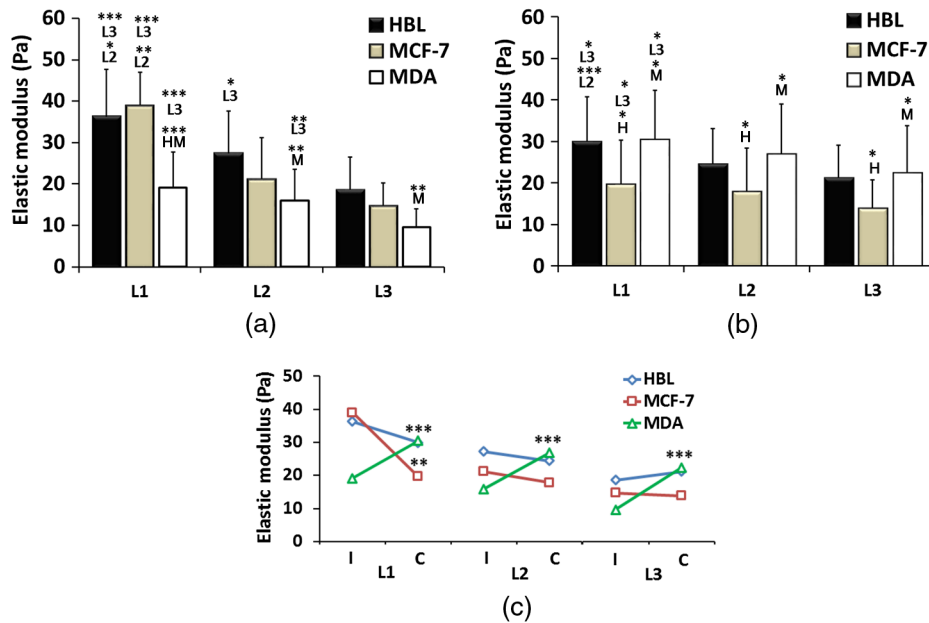 60
50
40
30
20
10
0
Elastic modulus (Pa)
HBL
MCF-7
MDA
***
L3
*
L2
***
L3
**
L2
***
L3
***
HM
*
L3
**
L3
**
M
**
M
L1 L2 L3
(a)
60
50
40
30
20
10
0
Elastic modulus (Pa)
HBL
MCF-7
MDA
*
L3
***
L2
*
L3
*
H
*
L3
*
M
*
H
*
M
*
H
*
M
L1 L2 L3
(b)
50
40
30
20
10
0
Elastic modulus (Pa)
HBL
MCF-7
MDA
***
**
***
***
I C I C I C
L1 L2 L3
(c)